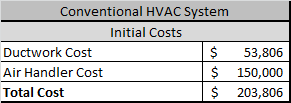 Conventional HVAC System
Initial Costs
Ductwork Cost $ 53,806
Air Handler Cost $ 150,000
Total Cost $ 203,806